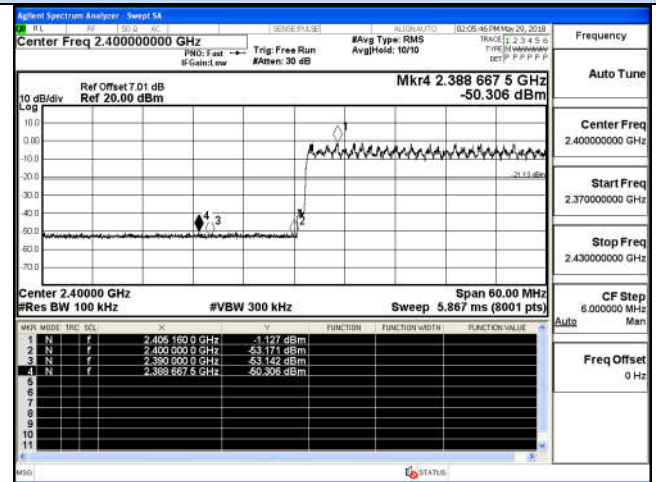 Agilent Spectrum Analyzer - Swept SA
RL RF 50 Ω AC SENSE:PULSE ALIGN AUTO 02:05:46 PM May 29, 2018
Center Freq 2.400000000 GHz
PNO: Fast
IFGain:Low
Trig: Free Run
#Atten: 30 dB
#Avg Type: RMS
Avg|Hold: 10/10
TRACE 1 2 3 4 5 6
TYPE M W W W W W
DET P P P P P P
Frequency
Auto Tune
Center Freq
2.400000000 GHz
Start Freq
2.370000000 GHz
Stop Freq
2.430000000 GHz
CF Step
6.000000 MHz
Auto Man
Freq Offset
0 Hz
Ref Offset 7.01 dB
10 dB/div Ref 20.00 dBm
Log
Mkr4 2.388 667 5 GHz
-50.306 dBm
10.0
0.00
-10.0
-20.0
-30.0
-40.0
-50.0
-60.0
-70.0
1
-21.13 dBm
4 3 2
Center 2.40000 GHz
#Res BW 100 kHz
#VBW 300 kHz
Span 60.00 MHz
Sweep 5.867 ms (8001 pts)
MKR MODE TRC SCL X Y FUNCTION FUNCTION WIDTH FUNCTION VALUE
1 N f 2.405 160 0 GHz -1.127 dBm
2 N f 2.400 000 0 GHz -53.171 dBm
3 N f 2.390 000 0 GHz -53.142 dBm
4 N f 2.388 667 5 GHz -50.306 dBm
5
6
7
8
9
10
11
MSG STATUS